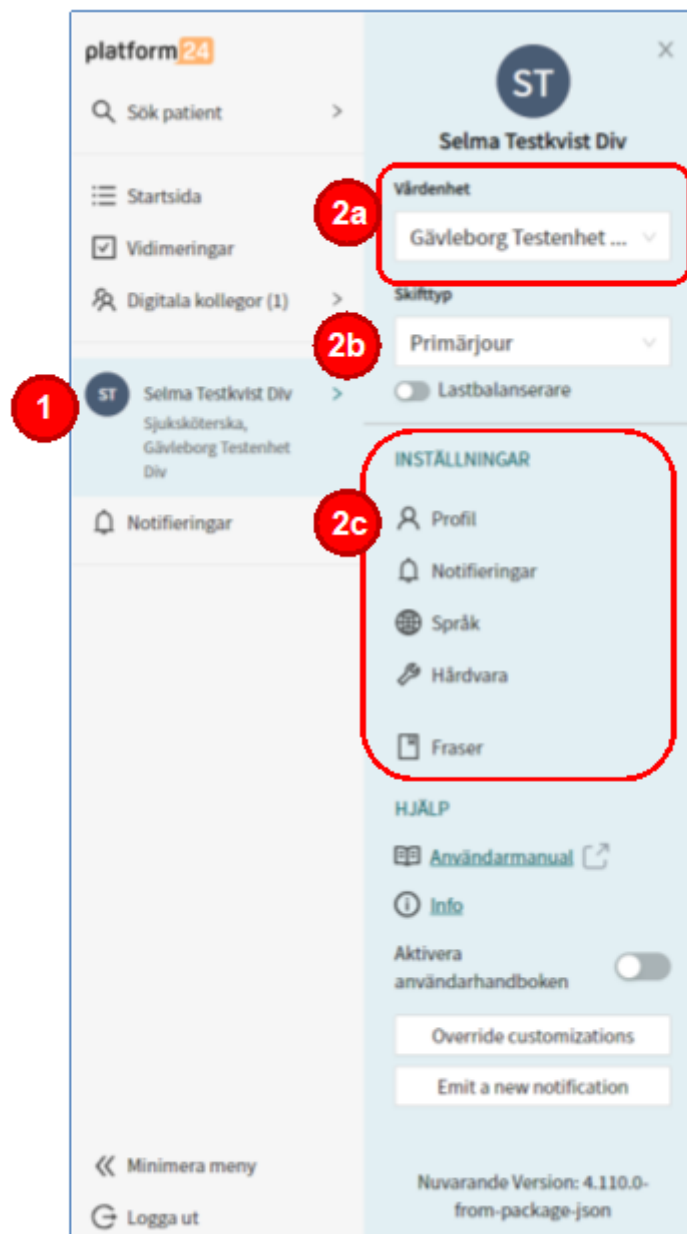 platform24
Sök patient
Startsida
Vidimeringar
Digitala kollegor (1)
1
ST
Selma Testkvist Div
Sjuksköterska,
Gävleborg Testenhet
Div
Notifieringar
Minimera meny
Logga ut
ST
Selma Testkvist Div
2a
Vårdenhet
Gävleborg Testenhet ...
Skifttyp
2b
Primärjour
Lastbalanserare
INSTÄLLNINGAR
2c
Profil
Notifieringar
Språk
Hårdvara
Fraser
HJÄLP
Användarmanual
Info
Aktivera
användarhandboken
Override customizations
Emit a new notification
Nuvarande Version: 4.110.0-
from-package-json